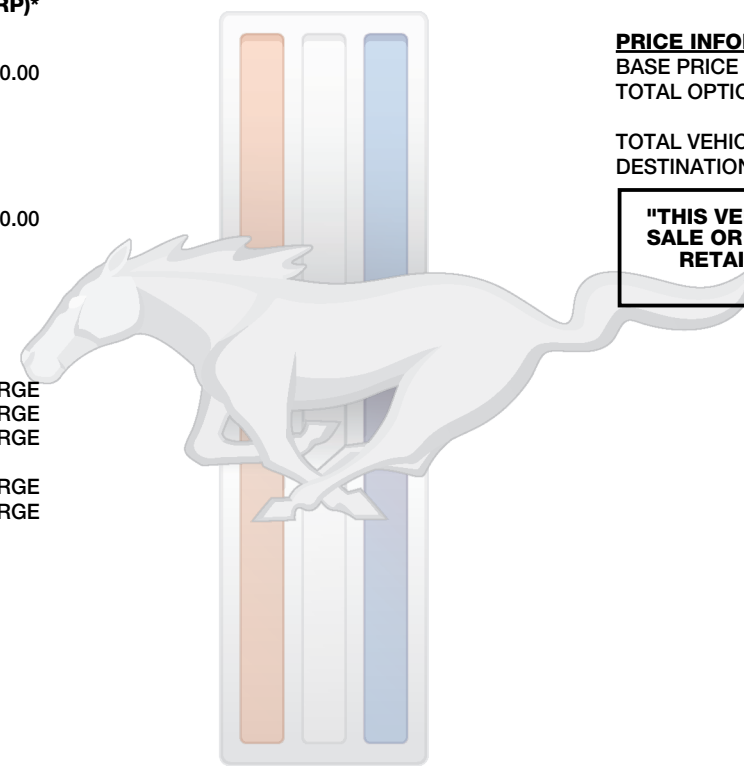 RP)*
0.00
0.00
RGE
RGE
RGE
RGE
RGE
PRICE INFO
BASE PRICE
TOTAL OPTIO
TOTAL VEHIC
DESTINATION
"THIS VE
SALE OR
RETAI